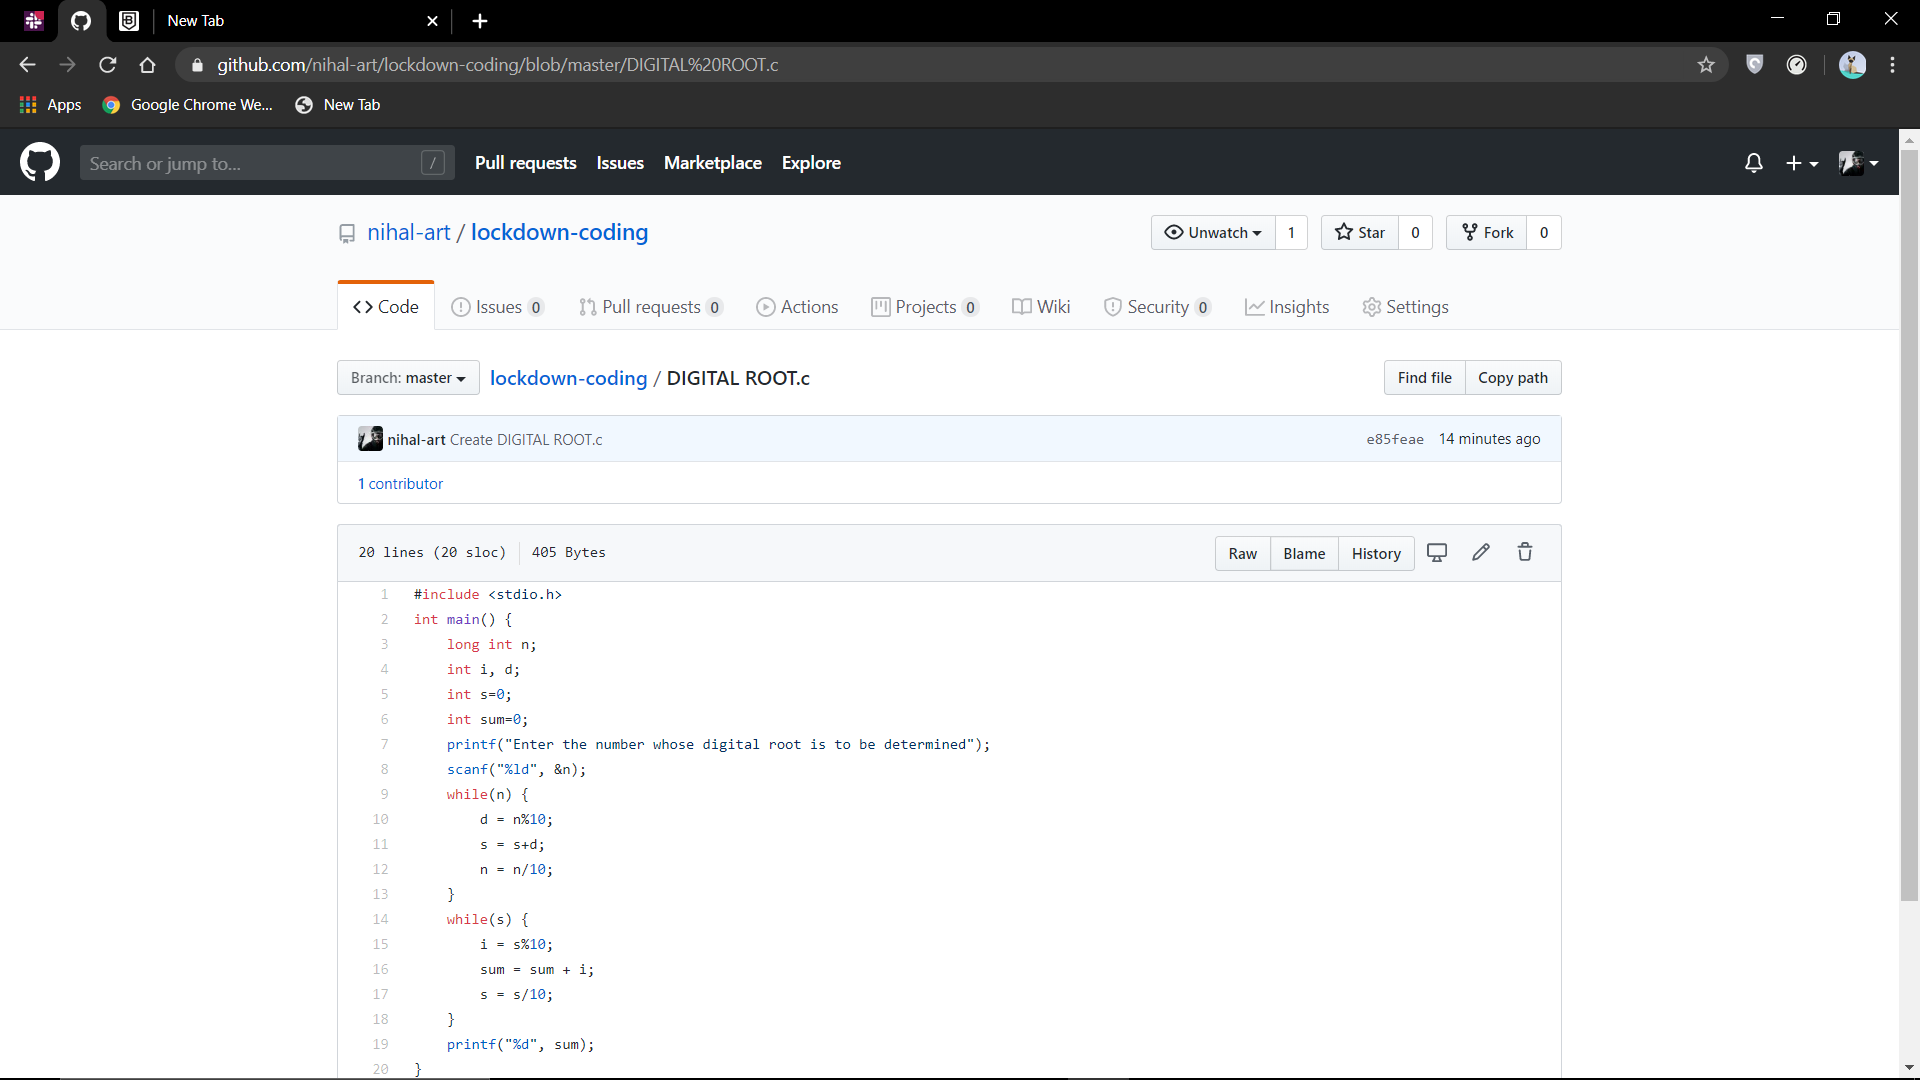 New Tab
github.com/nihal-art/lockdown-coding/blob/master/DIGITAL%20ROOT.c
Apps Google Chrome We... New Tab
Search or jump to... / Pull requests Issues Marketplace Explore
nihal-art / lockdown-coding Unwatch 1 Star 0 Fork 0
Code Issues 0 Pull requests 0 Actions Projects 0 Wiki Security 0 Insights Settings
Branch: master lockdown-coding / DIGITAL ROOT.c Find file Copy path
nihal-art Create DIGITAL ROOT.c e85feae 14 minutes ago
1 contributor
20 lines (20 sloc) 405 Bytes Raw Blame History
1 #include <stdio.h>
2 int main() {
3 long int n;
4 int i, d;
5 int s=0;
6 int sum=0;
7 printf("Enter the number whose digital root is to be determined");
8 scanf("%ld", &n);
9 while(n) {
10 d = n%10;
11 s = s+d;
12 n = n/10;
13 }
14 while(s) {
15 i = s%10;
16 sum = sum + i;
17 s = s/10;
18 }
19 printf("%d", sum);
20 }